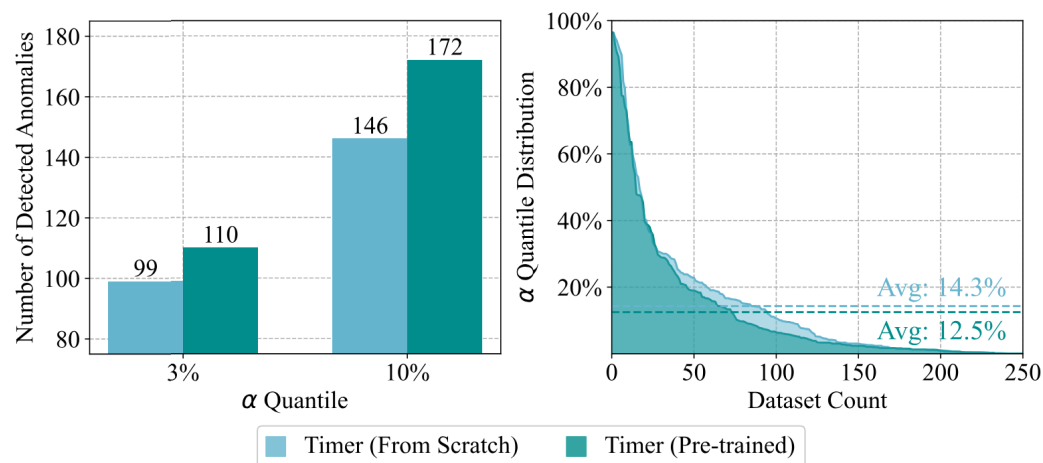 Number of Detected Anomalies
180
160
140
120
100
80
99
110
146
172
3%
10%
α Quantile
α Quantile Distribution
100%
80%
60%
40%
20%
Avg: 14.3%
Avg: 12.5%
0
50
100
150
200
250
Dataset Count
Timer (From Scratch)
Timer (Pre-trained)